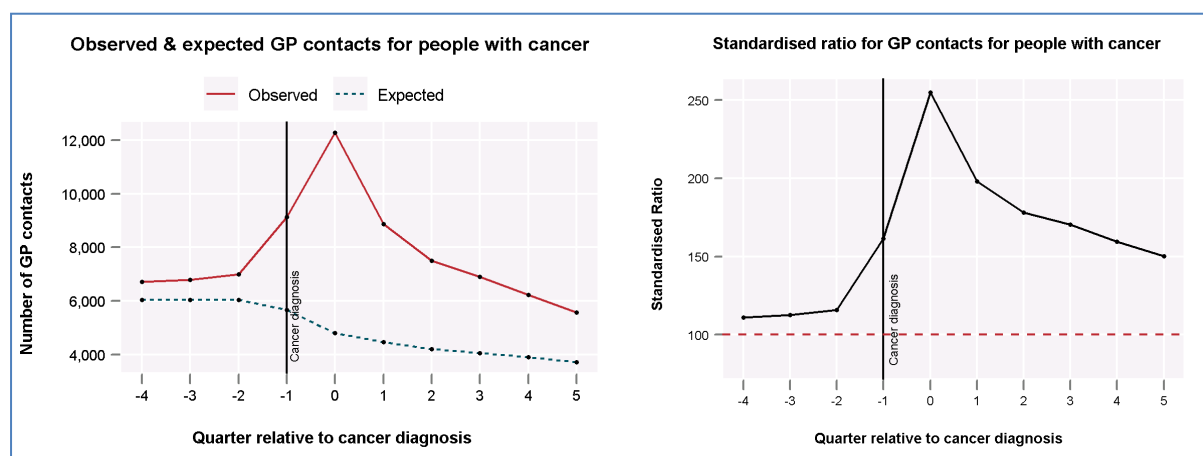 Observed & expected GP contacts for people with cancer
Observed Expected
12,000
10,000
8,000
6,000
4,000
Number of GP contacts
Cancer diagnosis
-4 -3 -2 -1 0 1 2 3 4 5
Quarter relative to cancer diagnosis
Standardised ratio for GP contacts for people with cancer
250
200
150
100
Standardised Ratio
Cancer diagnosis
-4 -3 -2 -1 0 1 2 3 4 5
Quarter relative to cancer diagnosis